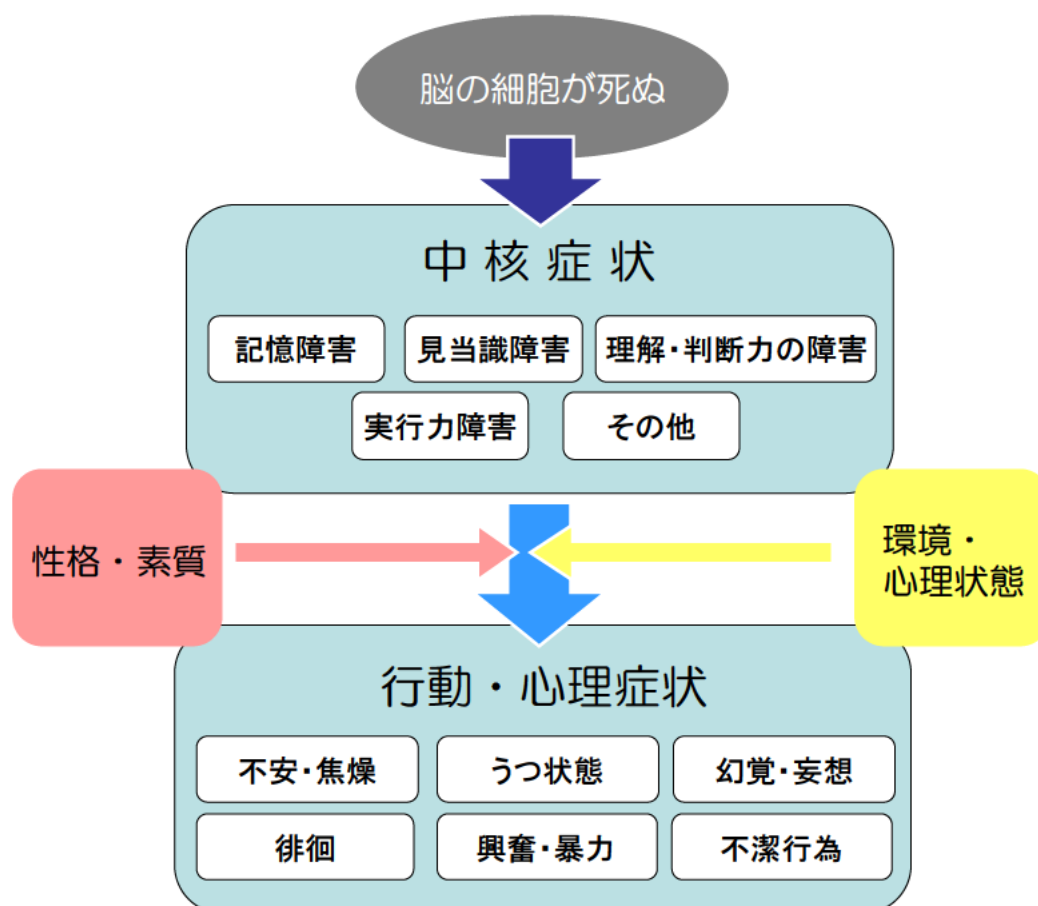 脳の細胞が死ぬ
中核症状
記憶障害
見当識障害
理解・判断力の障害
実行力障害
その他
性格・素質
環境・
心理状態
行動・心理症状
不安・焦燥
うつ状態
幻覚・妄想
徘徊
興奮・暴力
不潔行為